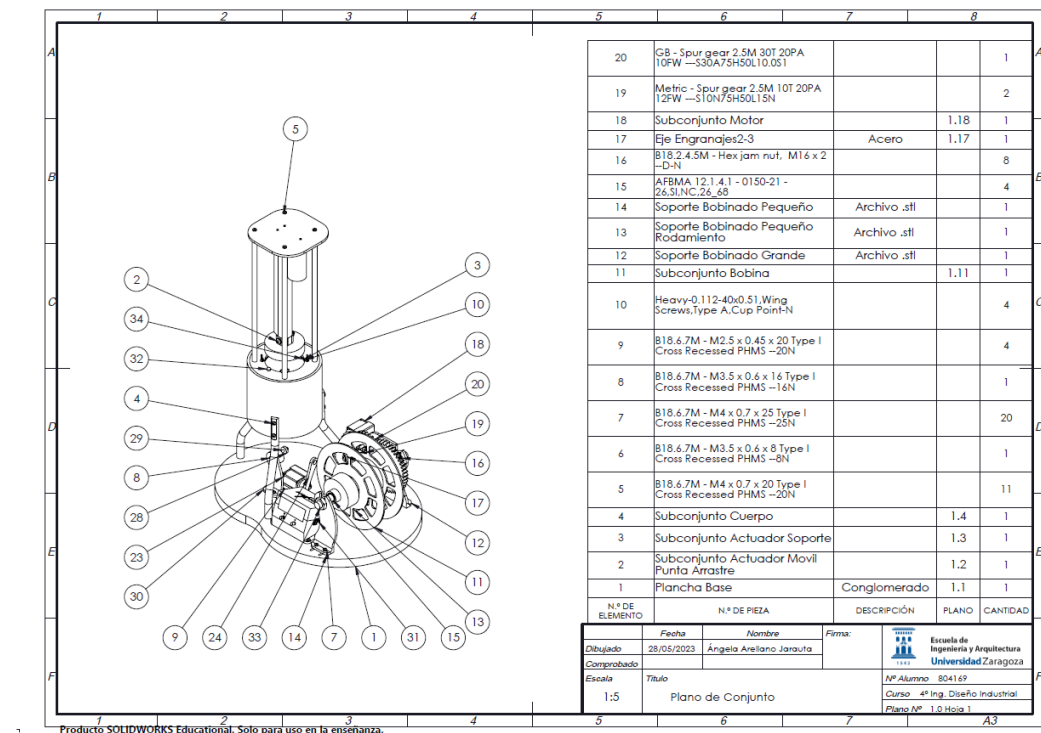 1 2 3 4 5 6 7 8
A A
B B
C C
D D
E E
F F
5
2
34
32
4
29
8
28
23
30
3
10
18
20
19
16
17
12
11
13
9 24 33 14 7 1 31 15
20 GB - Spur gear 2.5M 30T 20PA 1
10FW ---S30A75H50L10.0S1
19 Metric - Spur gear 2.5M 10T 20PA 2
12FW ---S10N75H50L15N
18 Subconjunto Motor 1.18 1
17 Eje Engranajes2-3 Acero 1.17 1
16 B18.2.4.5M - Hex jam nut, M16 x 2 8
--D-N
15 AFBMA 12.1.4.1 - 0150-21 - 4
26,SI,NC,26_68
14 Soporte Bobinado Pequeño Archivo .stl 1
13 Soporte Bobinado Pequeño Archivo .stl 1
Rodamiento
12 Soporte Bobinado Grande Archivo .stl 1
11 Subconjunto Bobina 1.11 1
10 Heavy-0.112-40x0.51,Wing 4
Screws,Type A,Cup Point-N
9 B18.6.7M - M2.5 x 0.45 x 20 Type I 4
Cross Recessed PHMS --20N
8 B18.6.7M - M3.5 x 0.6 x 16 Type I 1
Cross Recessed PHMS --16N
7 B18.6.7M - M4 x 0.7 x 25 Type I 20
Cross Recessed PHMS --25N
6 B18.6.7M - M3.5 x 0.6 x 8 Type I 1
Cross Recessed PHMS --8N
5 B18.6.7M - M4 x 0.7 x 20 Type I 11
Cross Recessed PHMS --20N
4 Subconjunto Cuerpo 1.4 1
3 Subconjunto Actuador Soporte 1.3 1
2 Subconjunto Actuador Movil 1.2 1
Punta Arrastre
1 Plancha Base Conglomerado 1.1 1
N.º DE ELEMENTO N.º DE PIEZA DESCRIPCIÓN PLANO CANTIDAD
Fecha Nombre Firma:
Dibujado 28/05/2023 Ángela Arellano Jarauta
Comprobado
Escala Título
1:5 Plano de Conjunto
1542
Escuela de
Ingeniería y Arquitectura
Universidad Zaragoza
Nº Alumno 804169
Curso 4º Ing. Diseño Industrial
Plano Nº 1.0 Hoja 1
1 2 3 4 5 6 7 A3
Producto SOLIDWORKS Educational. Solo para uso en la enseñanza.